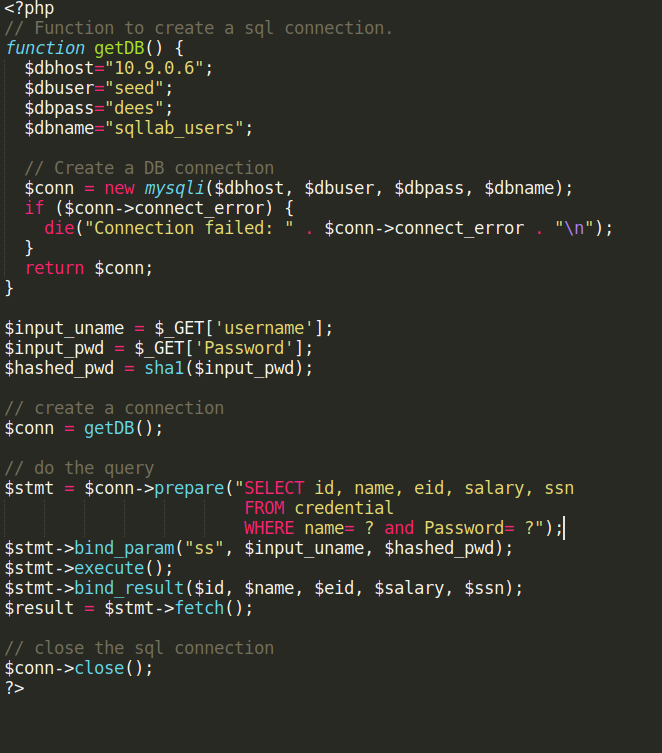 <?php
// Function to create a sql connection.
function getDB() {
  $dbhost="10.9.0.6";
  $dbuser="seed";
  $dbpass="dees";
  $dbname="sqllab_users";

  // Create a DB connection
  $conn = new mysqli($dbhost, $dbuser, $dbpass, $dbname);
  if ($conn->connect_error) {
    die("Connection failed: " . $conn->connect_error . "\n");
  }
  return $conn;
}

$input_uname = $_GET['username'];
$input_pwd = $_GET['Password'];
$hashed_pwd = sha1($input_pwd);

// create a connection
$conn = getDB();

// do the query
$stmt = $conn->prepare("SELECT id, name, eid, salary, ssn
                        FROM credential
                        WHERE name= ? and Password= ?");
$stmt->bind_param("ss", $input_uname, $hashed_pwd);
$stmt->execute();
$stmt->bind_result($id, $name, $eid, $salary, $ssn);
$result = $stmt->fetch();

// close the sql connection
$conn->close();
?>